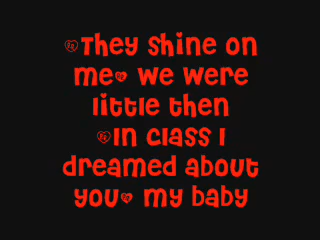 They shine on
me we were
little then
In class I
dreamed about
you my baby